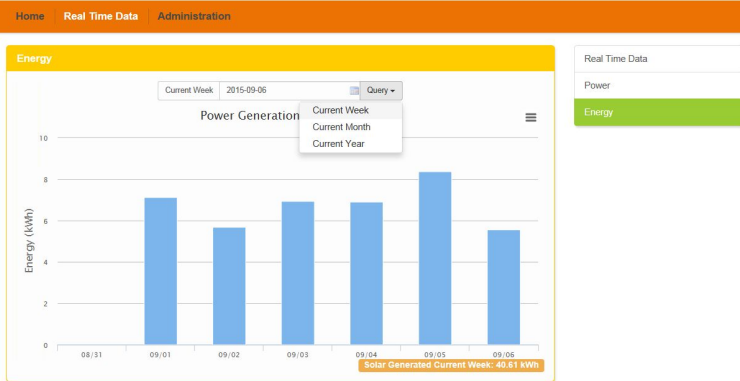 Home Real Time Data Administration
Energy
Current Week 2015-09-06 Query
Current Week
Current Month
Current Year
Power Generation
Energy (kWh)
10
8
6
4
2
0
08/31 09/01 09/02 09/03 09/04 09/05 09/06
Solar Generated Current Week: 40.61 kWh
Real Time Data
Power
Energy